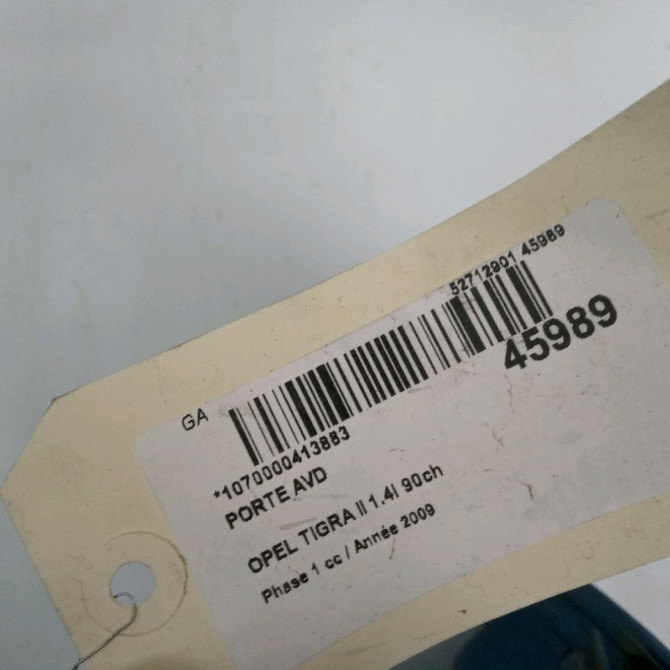 52712901 45989
45989
GA
*1070000413883
PORTE AVD
OPEL TIGRA II 1.4i 90ch
Phase 1 cc / Année 2009